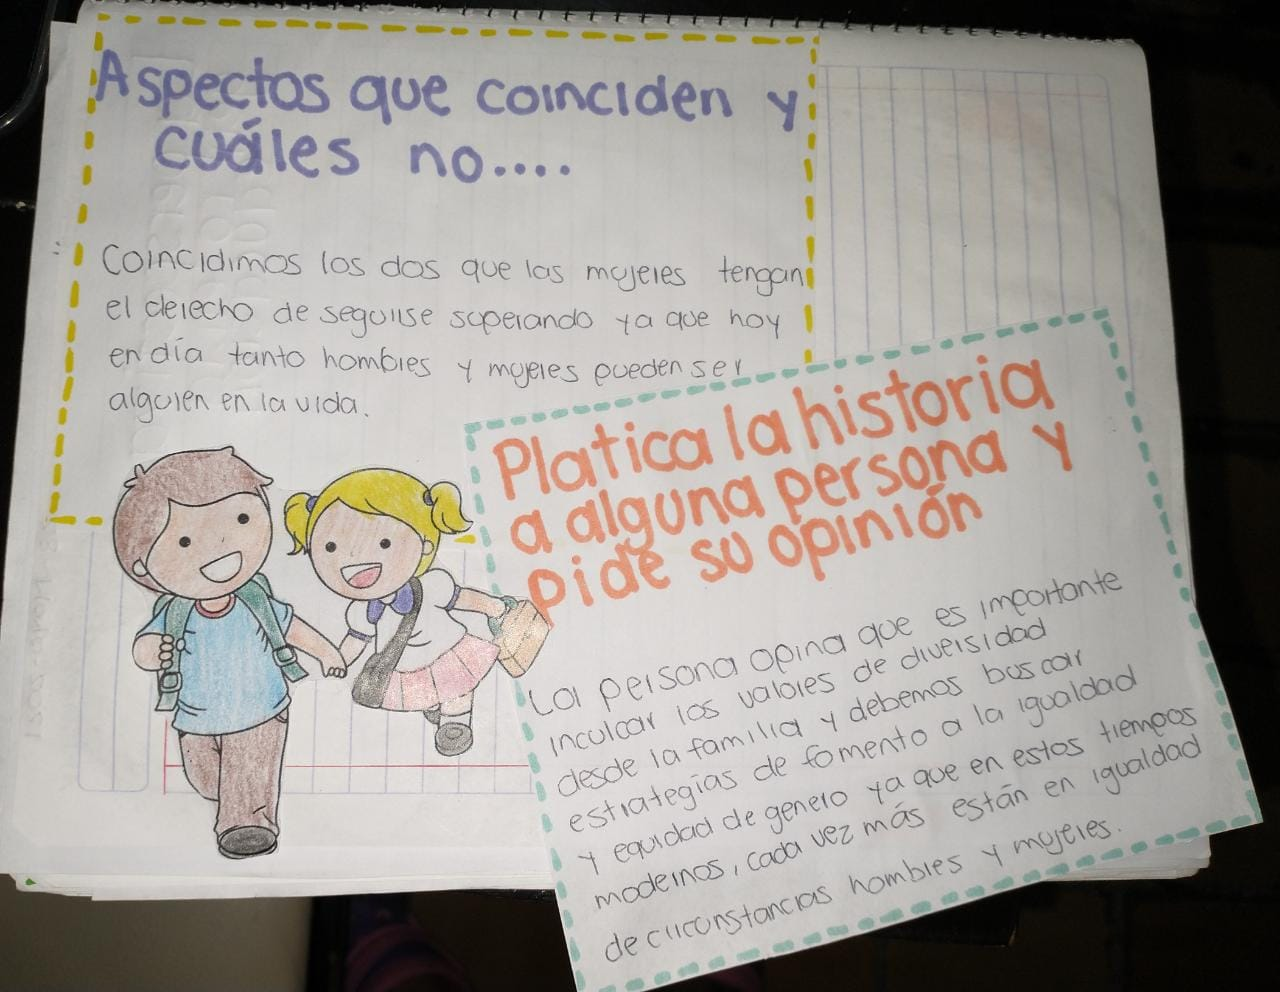 Aspectos que coinciden y
cuáles no....
Coincidimos los dos que las mujeres tengan
el derecho de seguirse superando ya que hoy
en día tanto hombres y mujeres pueden ser
alguien en la vida.
Platica la historia
a alguna persona y
pide su opinión
La persona opina que es importante
inculcar los valores de diversidad
desde la familia y debemos buscar
estrategias de fomento a la igualdad
y equidad de genero ya que en estos tiempos
modernos, cada vez más están en igualdad
de circunstancias hombres y mujeres.